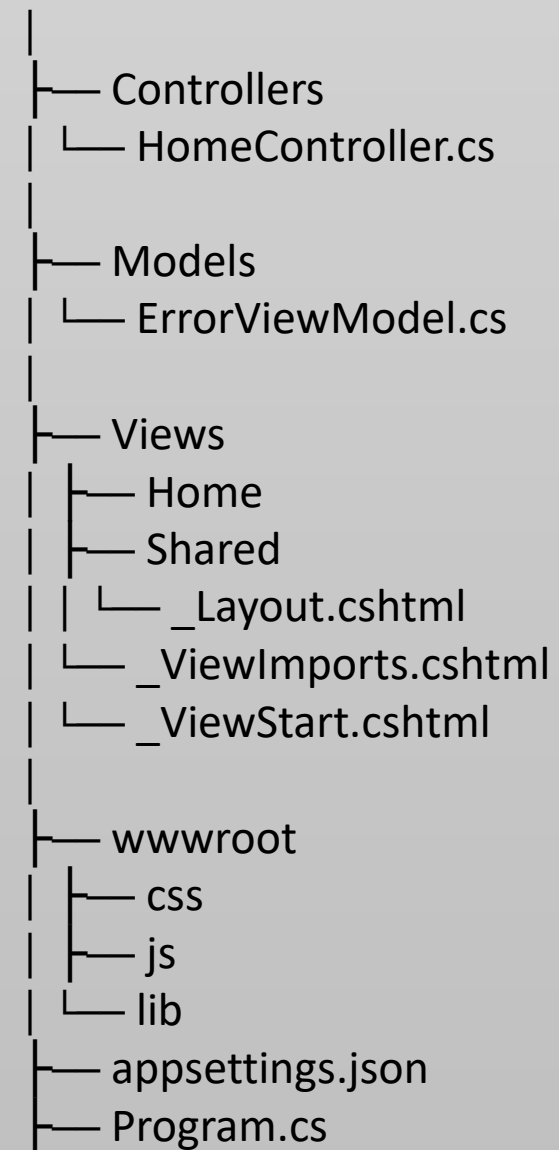 │
├── Controllers
│ └── HomeController.cs
│
├── Models
│ └── ErrorViewModel.cs
│
├── Views
│ ├── Home
│ ├── Shared
│ │ └── _Layout.cshtml
│ └── _ViewImports.cshtml
│ └── _ViewStart.cshtml
│
├── wwwroot
│ ├── css
│ ├── js
│ └── lib
├── appsettings.json
├── Program.cs